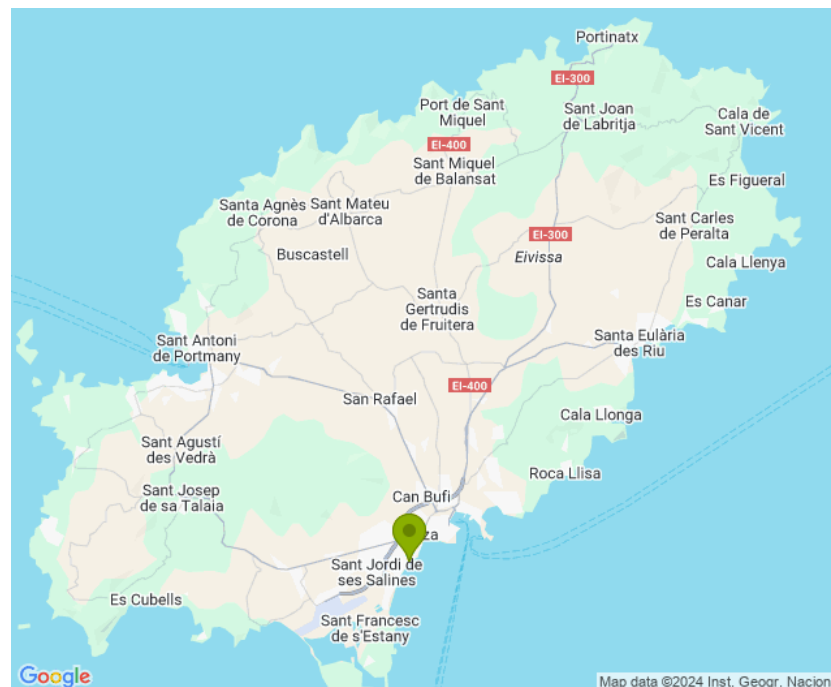 Portinatx
EI-300
Port de Sant
Miquel
Sant Joan
de Labritja
Cala de
Sant Vicent
EI-400
Sant Miquel
de Balansat
Es Figueral
Santa Agnès
de Corona
Sant Mateu
d'Albarca
Sant Carles
de Peralta
EI-300
Buscastell
Eivissa
Cala Llenya
Santa
Gertrudis
de Fruitera
Es Canar
Sant Antoni
de Portmany
Santa Eulària
des Riu
EI-400
San Rafael
Cala Llonga
Sant Agustí
des Vedrà
Roca Llisa
Sant Josep
de sa Talaia
Can Bufi
za
Sant Jordi de
ses Salines
Es Cubells
Sant Francesc
de s'Estany
Google
Map data ©2024 Inst. Geogr. Nacion